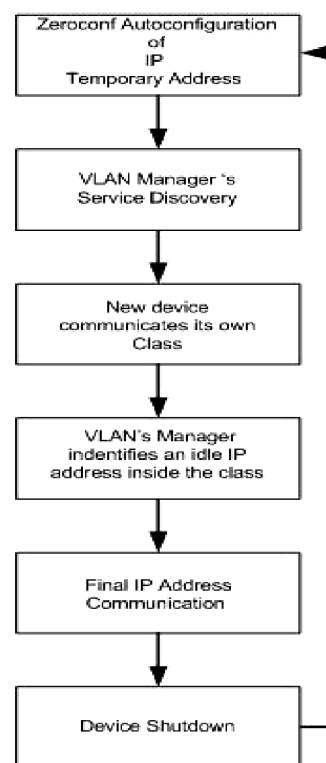 Zeroconf Autoconfiguration
of
IP
Temporary Address
VLAN Manager 's
Service Discovery
New device
communicates its own
Class
VLAN's Manager
indentifies an idle IP
address inside the class
Final IP Address
Communication
Device Shutdown